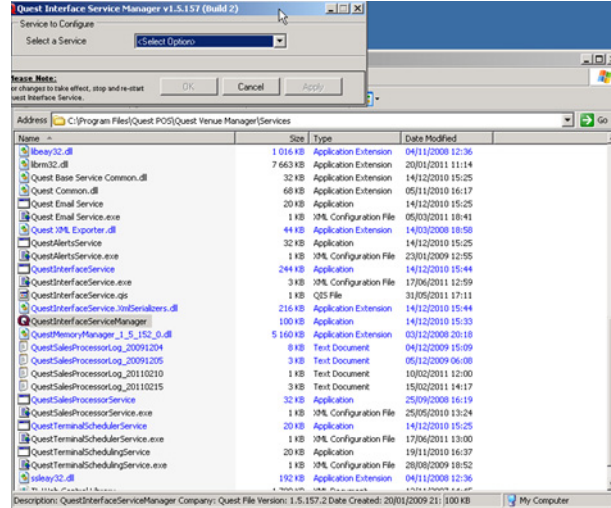 Quest Interface Service Manager v1.5.157 (Build 2)
Service to Configure
Select a Service <Select Option>
Please Note:
For changes to take effect, stop and re-start
Quest Interface Service.
OK Cancel Apply
Address C:\Program Files\Quest POS\Quest Venue Manager\Services Go
Name Size Type Date Modified
libeay32.dll 1 016 KB Application Extension 04/11/2008 12:36
librm32.dll 7 663 KB Application Extension 20/01/2011 11:14
Quest Base Service Common.dll 32 KB Application Extension 14/12/2010 15:25
Quest Common.dll 68 KB Application Extension 05/11/2010 16:17
Quest Email Service 20 KB Application 14/12/2010 15:25
Quest Email Service.exe 1 KB XML Configuration File 05/03/2011 18:41
Quest XML Exporter.dll 44 KB Application Extension 14/03/2008 18:58
QuestAlertsService 32 KB Application 14/12/2010 15:25
QuestAlertsService.exe 1 KB XML Configuration File 23/01/2009 12:55
QuestInterfaceService 244 KB Application 14/12/2010 15:44
QuestInterfaceService.exe 3 KB XML Configuration File 17/06/2011 12:59
QuestInterfaceService.qis 1 KB QIS File 31/05/2011 17:11
QuestInterfaceService.XmlSerializers.dll 216 KB Application Extension 14/12/2010 15:44
QuestInterfaceServiceManager 100 KB Application 14/12/2010 15:33
QuestMemoryManager_1_5_152_0.dll 5 160 KB Application Extension 03/12/2008 20:18
QuestSalesProcessorLog_20091204 8 KB Text Document 04/12/2009 15:09
QuestSalesProcessorLog_20091205 3 KB Text Document 05/12/2009 06:08
QuestSalesProcessorLog_20110210 1 KB Text Document 10/02/2011 12:00
QuestSalesProcessorLog_20110215 3 KB Text Document 15/02/2011 14:17
QuestSalesProcessorService 32 KB Application 25/09/2008 16:19
QuestSalesProcessorService.exe 1 KB XML Configuration File 25/05/2010 13:24
QuestTerminalSchedulerService 20 KB Application 14/12/2010 15:25
QuestTerminalSchedulerService.exe 1 KB XML Configuration File 17/06/2011 13:00
QuestTerminalSchedulingService 20 KB Application 19/11/2010 16:37
QuestTerminalSchedulingService.exe 1 KB XML Configuration File 28/08/2009 18:52
ssleay32.dll 192 KB Application Extension 04/11/2008 12:36
Description: QuestInterfaceServiceManager Company: Quest File Version: 1.5.157.2 Date Created: 20/01/2009 21: 100 KB My Computer